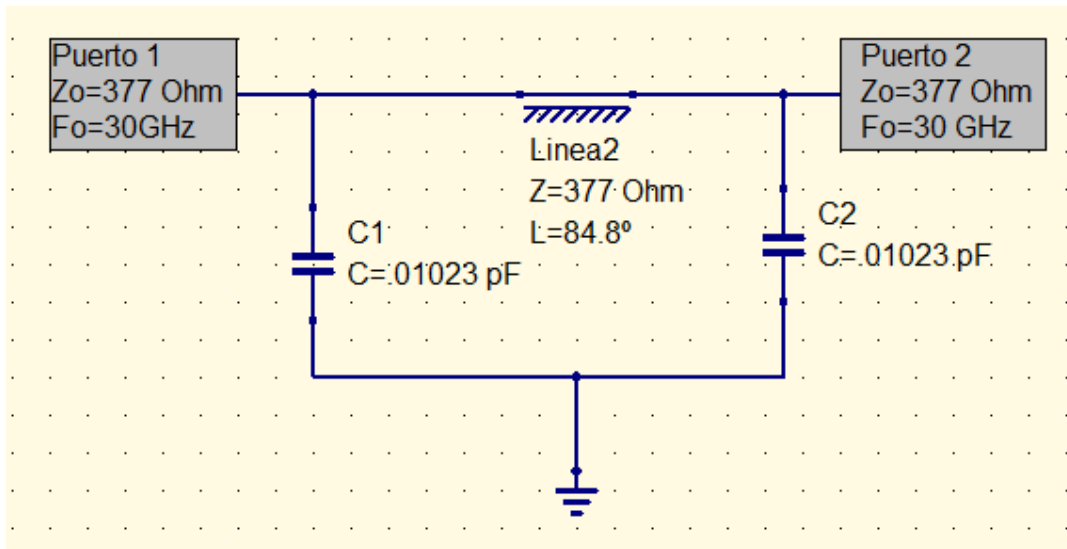 Puerto 1
Zo=377 Ohm
Fo=30GHz
Puerto 2
Zo=377 Ohm
Fo=30 GHz
Linea2
Z=377 Ohm
L=84.8º
C1
C=.01023 pF
C2
C=.01023 pF